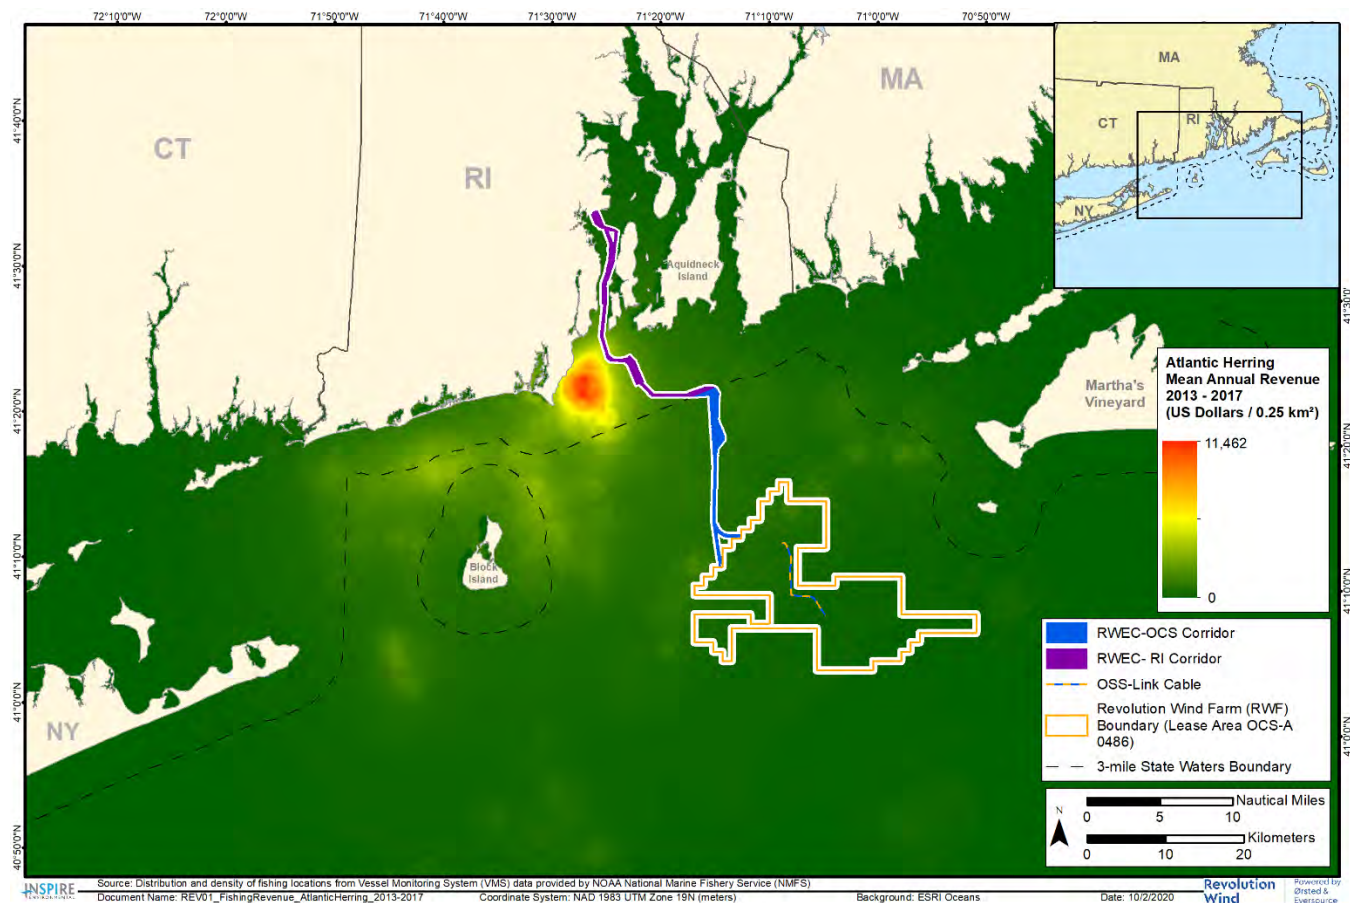 72°10'0"W
72°0'0"W
71°50'0"W
71°40'0"W
71°30'0"W
71°20'0"W
71°10'0"W
71°0'0"W
70°50'0"W
MA
CT
RI
NY
MA
CT
RI
Aquidneck
Island
Martha's
Vineyard
Block
Island
NY
41°40'0"N
41°30'0"N
41°20'0"N
41°10'0"N
41°0'0"N
40°50'0"N
41°30'0"
41°20'0"N
41°10'0"N
41°0'0"N
Atlantic Herring
Mean Annual Revenue
2013 - 2017
(US Dollars / 0.25 km²)
11,462
0
RWEC-OCS Corridor
RWEC- RI Corridor
OSS-Link Cable
Revolution Wind Farm (RWF)
Boundary (Lease Area OCS-A
0486)
3-mile State Waters Boundary
N
Nautical Miles
0 5 10
Kilometers
0 10 20
INSPIRE
ENVIRONMENTAL
Source: Distribution and density of fishing locations from Vessel Monitoring System (VMS) data provided by NOAA National Marine Fishery Service (NMFS)
Document Name: REV01_FishingRevenue_AtlanticHerring_2013-2017 Coordinate System: NAD 1983 UTM Zone 19N (meters) Background: ESRI Oceans Date: 10/2/2020
Revolution
Wind
Powered by
Ørsted &
Eversource